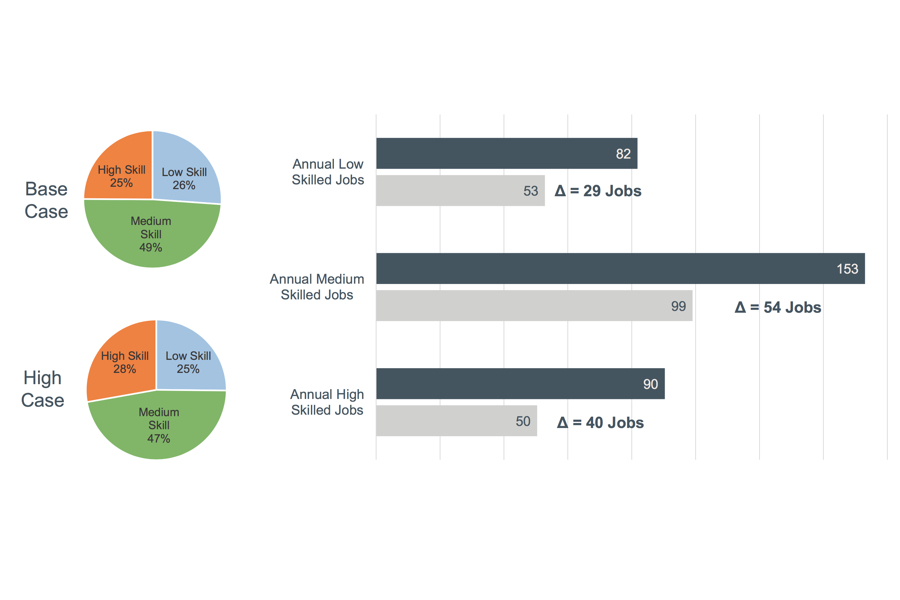 Base
Case
High Skill
25%
Low Skill
26%
Medium
Skill
49%
High
Case
High Skill
28%
Low Skill
25%
Medium
Skill
47%
Annual Low
Skilled Jobs
82
53
Δ = 29 Jobs
Annual Medium
Skilled Jobs
153
99
Δ = 54 Jobs
Annual High
Skilled Jobs
90
50
Δ = 40 Jobs